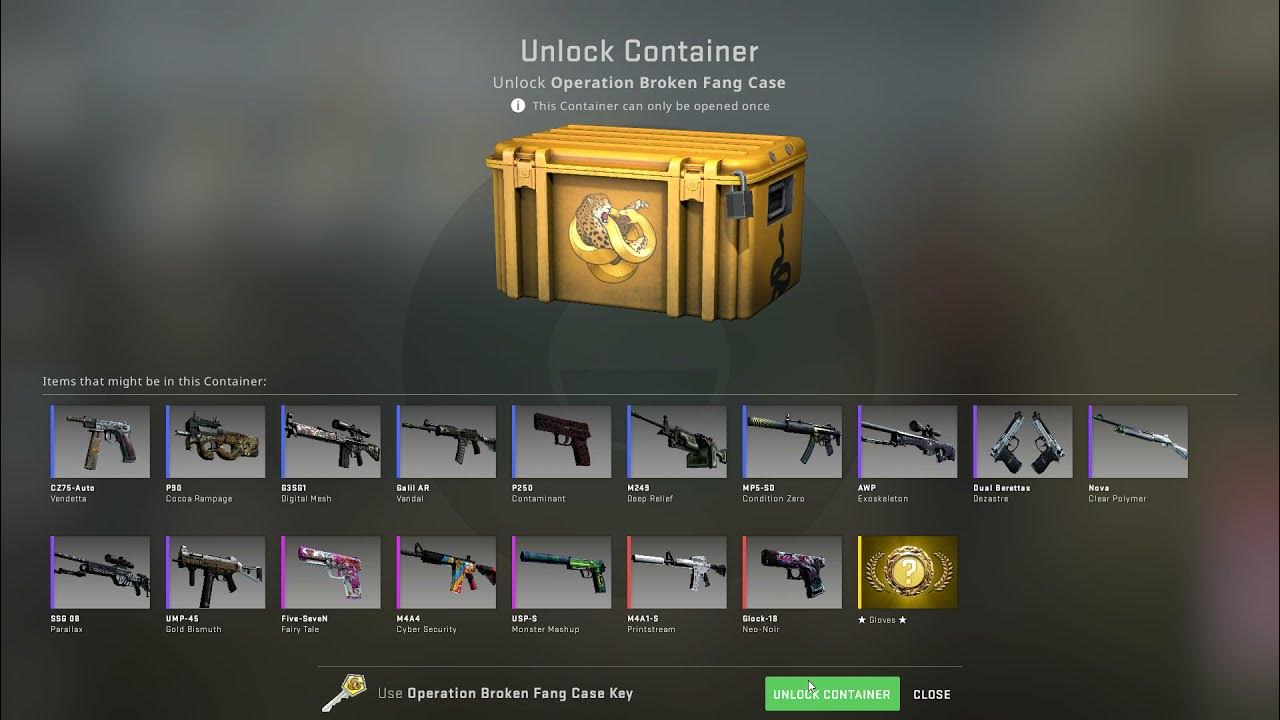 Unlock Container
Unlock Operation Broken Fang Case
i This Container can only be opened once
Items that might be in this Container:
CZ75-Auto
Vendetta
P90
Cocoa Rampage
G3SG1
Digital Mesh
Galil AR
Vandal
P250
Contaminant
M249
Deep Relief
MP5-SD
Condition Zero
AWP
Exoskeleton
Dual Berettas
Dezastre
Nova
Clear Polymer
SSG 08
Parallax
UMP-45
Gold Bismuth
Five-SeveN
Fairy Tale
M4A4
Cyber Security
USP-S
Monster Mashup
M4A1-S
Printstream
Glock-18
Neo-Noir
?
★ Gloves ★
Use Operation Broken Fang Case Key
UNLOCK CONTAINER
CLOSE